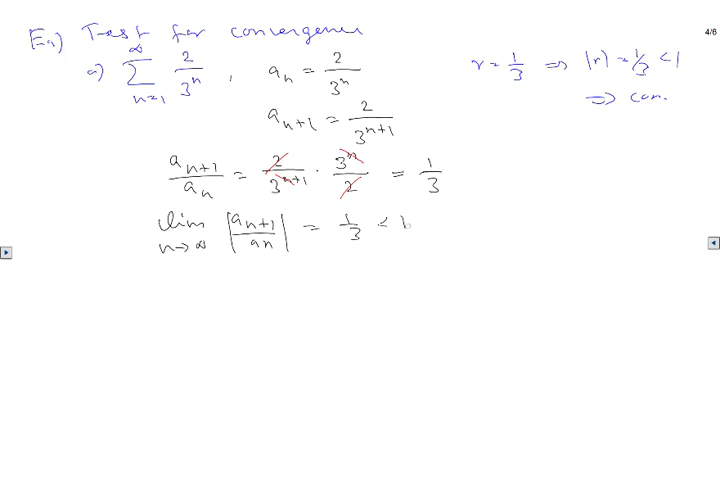 Ex) Test for convergence
a) ∑_{n=1}^{∞} 2/3^n , a_n = 2/3^n
r = 1/3 ⇒ |r| = 1/3 < 1
⇒ con.
4/6
a_{n+1} = 2/3^{n+1}
a_{n+1}/a_n = 2/3^{n+1} · 3^n/2 = 1/3
lim_{n→∞} |a_{n+1}/a_n| = 1/3 < 1